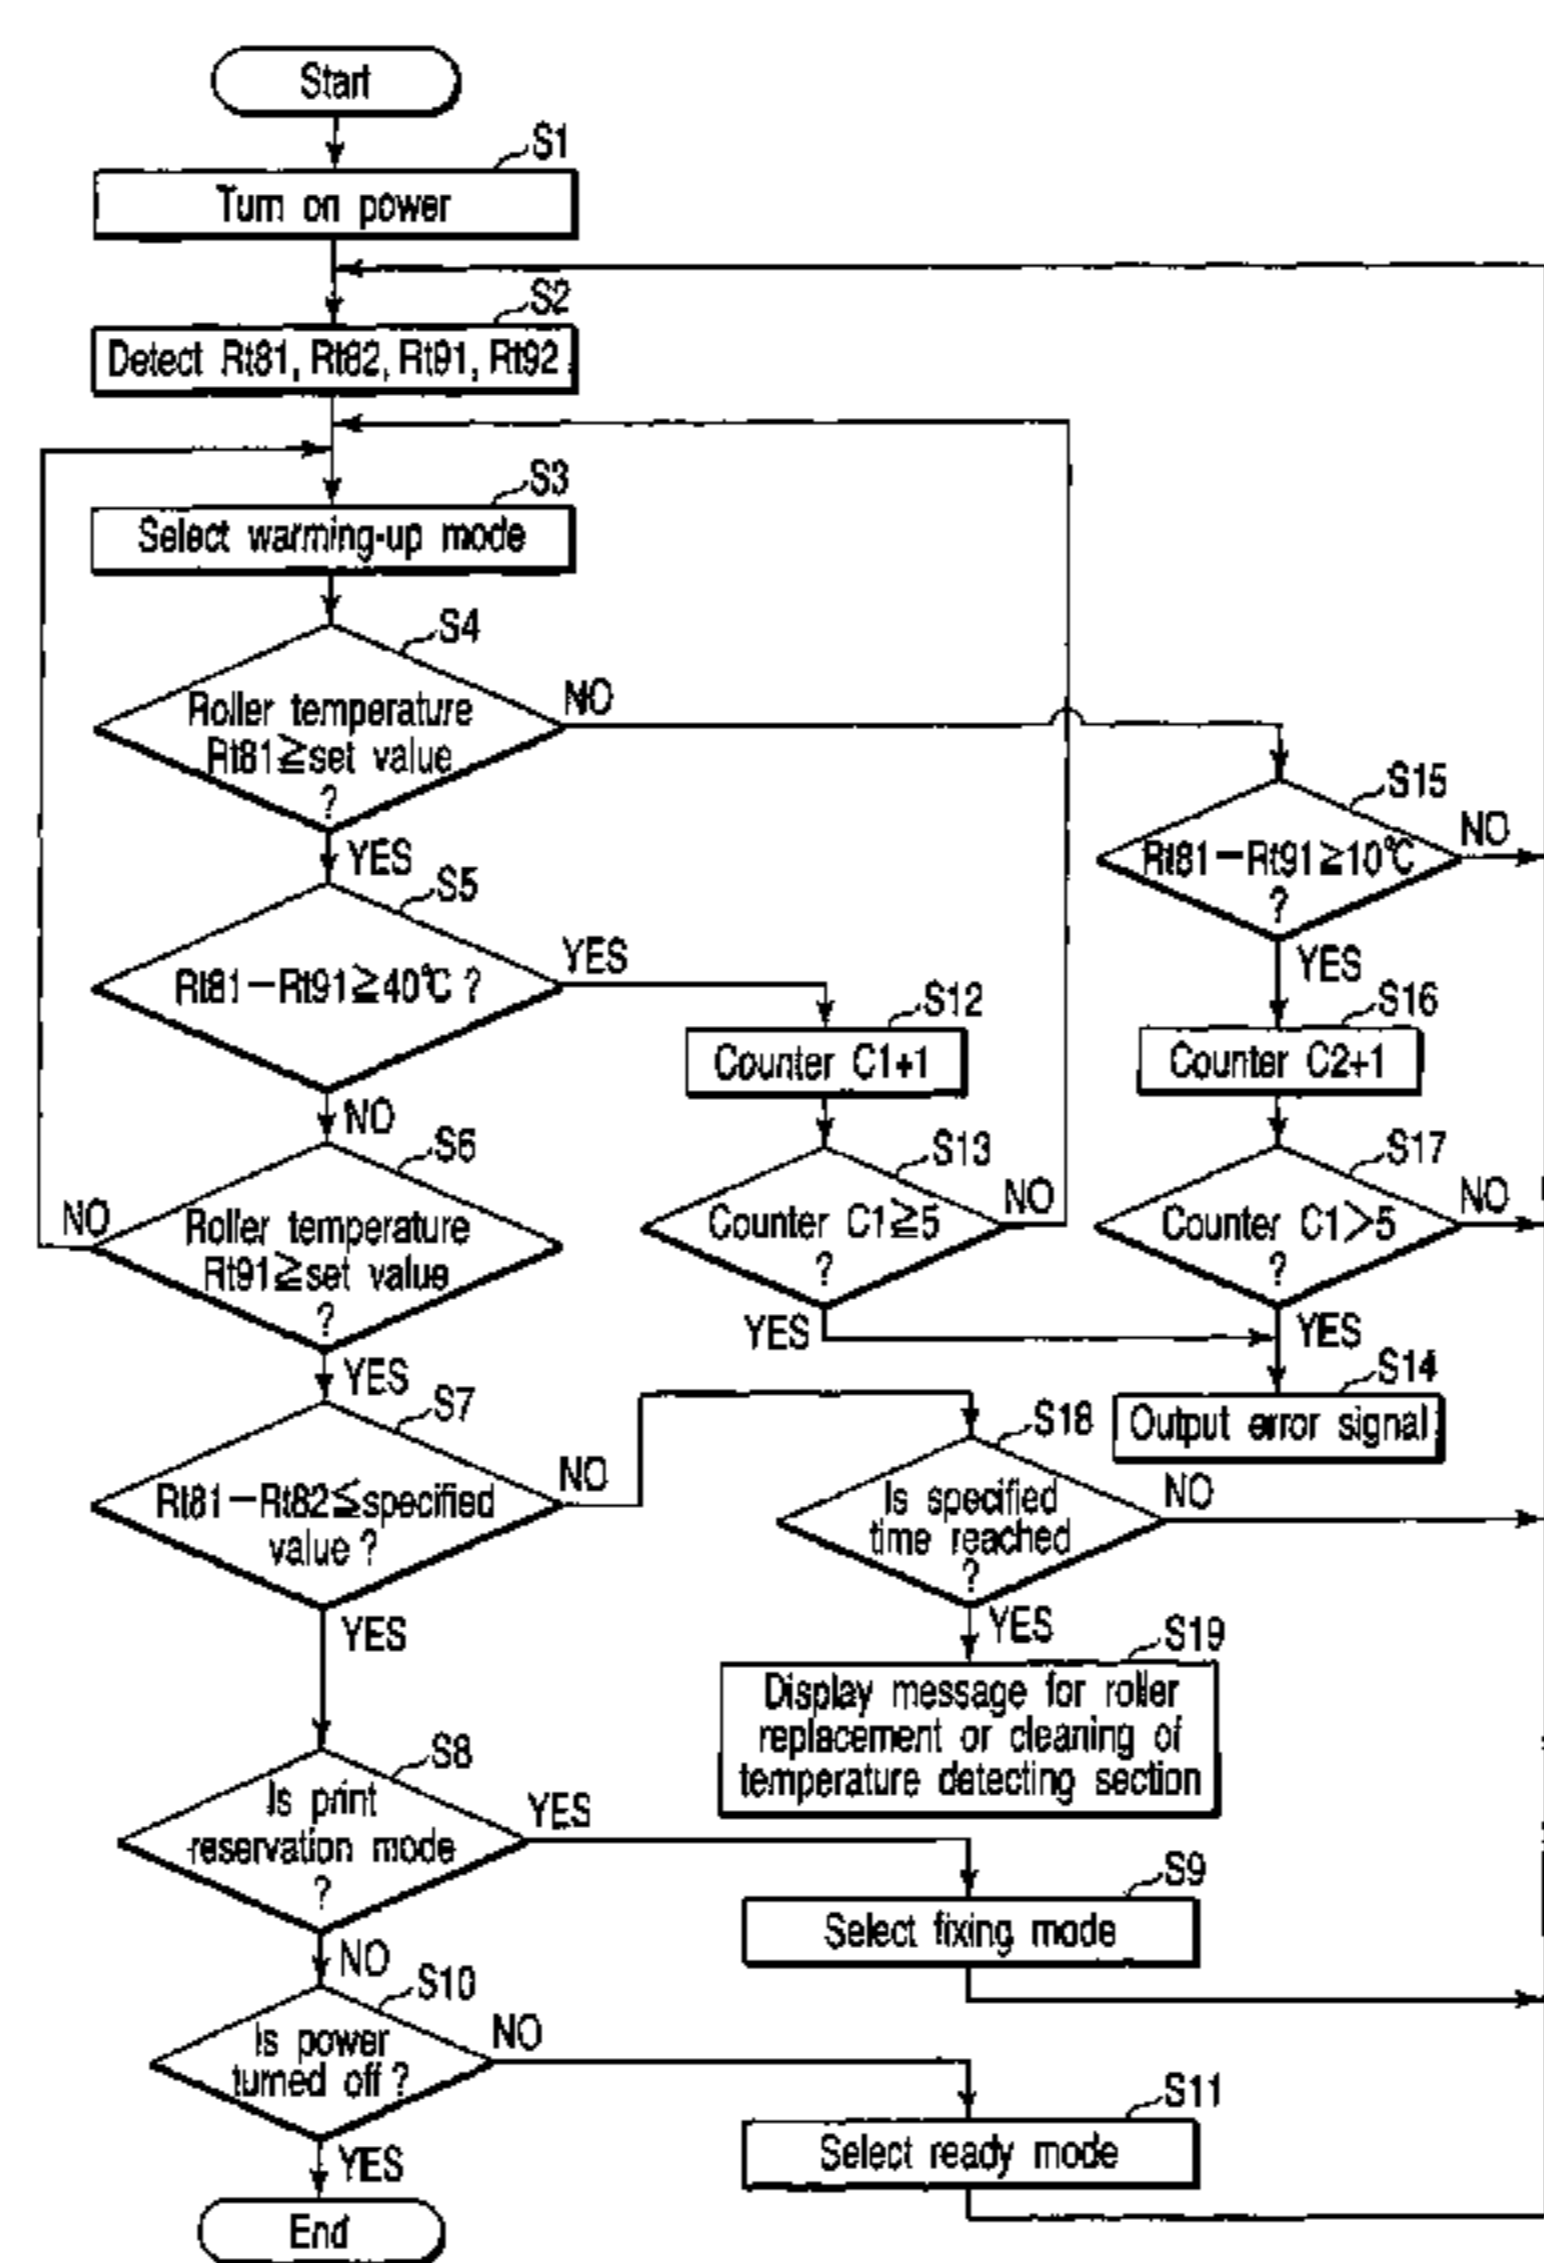 Start
S1
Turn on power
S2
Detect Rt81, Rt82, Rt91, Rt92
S3
Select warming-up mode
S4
Roller temperature
Rt81≧set value
?
NO
YES
S5
Rt81−Rt91≧40℃ ?
YES
NO
S6
Roller temperature
Rt91≧set value
?
NO
YES
S7
Rt81−Rt82≦specified
value ?
NO
YES
S8
Is print
reservation mode
?
YES
NO
S10
Is power
turned off ?
NO
YES
End
S12
Counter C1+1
S13
Counter C1≧5
?
NO
YES
S15
Rt81−Rt91≧10℃
?
NO
YES
S16
Counter C2+1
S17
Counter C1>5
?
NO
YES
S14
Output error signal
S18
Is specified
time reached
?
NO
YES
S19
Display message for roller
replacement or cleaning of
temperature detecting section
S9
Select fixing mode
S11
Select ready mode